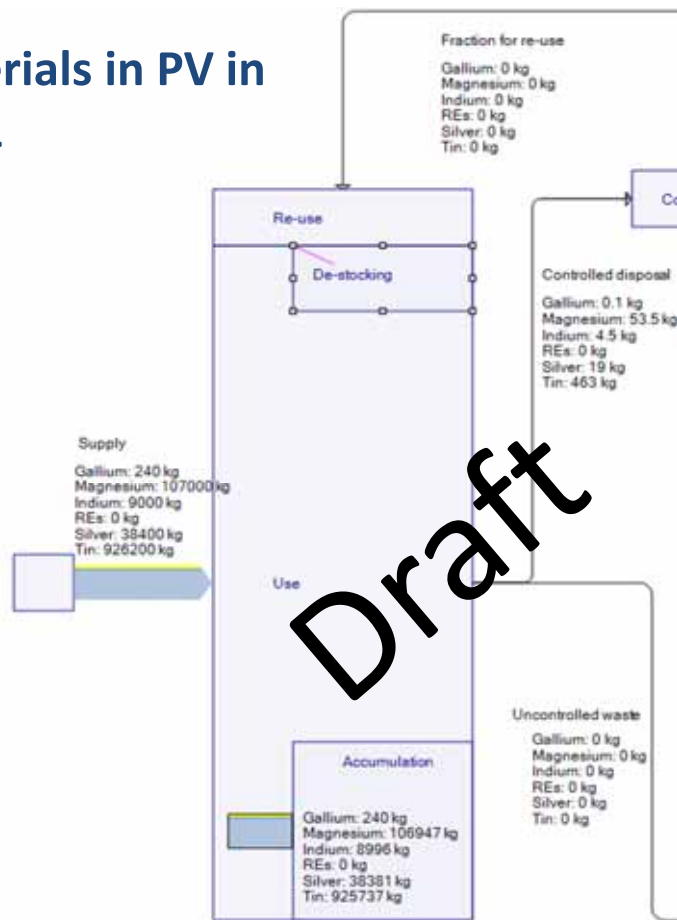 erials in PV in
Fraction for re-use
Gallium: 0 kg
Magnesium: 0 kg
Indium: 0 kg
REs: 0 kg
Silver: 0 kg
Tin: 0 kg
Re-use
Co
De-stocking
Controlled disposal
Gallium: 0.1 kg
Magnesium: 53.5 kg
Indium: 4.5 kg
REs: 0 kg
Silver: 19 kg
Tin: 463 kg
Supply
Gallium: 240 kg
Magnesium: 107000 kg
Indium: 9000 kg
REs: 0 kg
Silver: 38400 kg
Tin: 926200 kg
Use
Draft
Uncontrolled waste
Gallium: 0 kg
Magnesium: 0 kg
Indium: 0 kg
REs: 0 kg
Silver: 0 kg
Tin: 0 kg
Accumulation
Gallium: 240 kg
Magnesium: 106947 kg
Indium: 8996 kg
REs: 0 kg
Silver: 38381 kg
Tin: 925737 kg